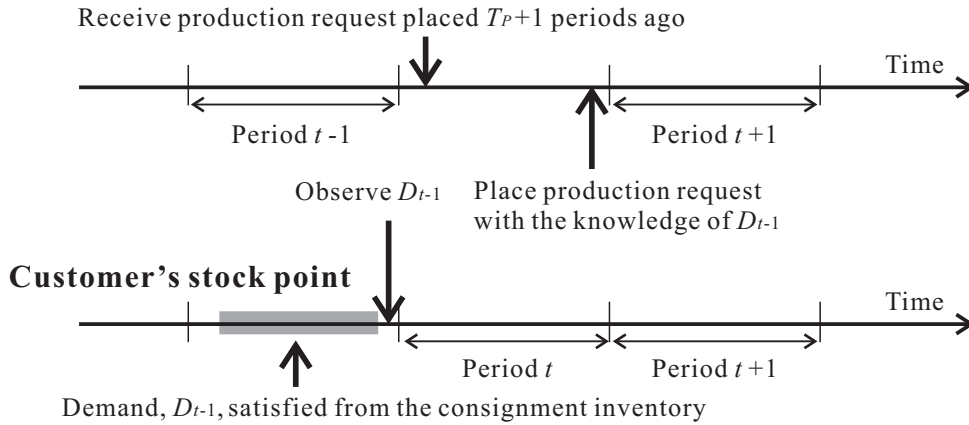 Receive production request placed TP+1 periods ago
Time
Period t-1
Period t+1
Observe Dt-1
Place production request
with the knowledge of Dt-1
Customer's stock point
Time
Period t
Period t+1
Demand, Dt-1, satisfied from the consignment inventory